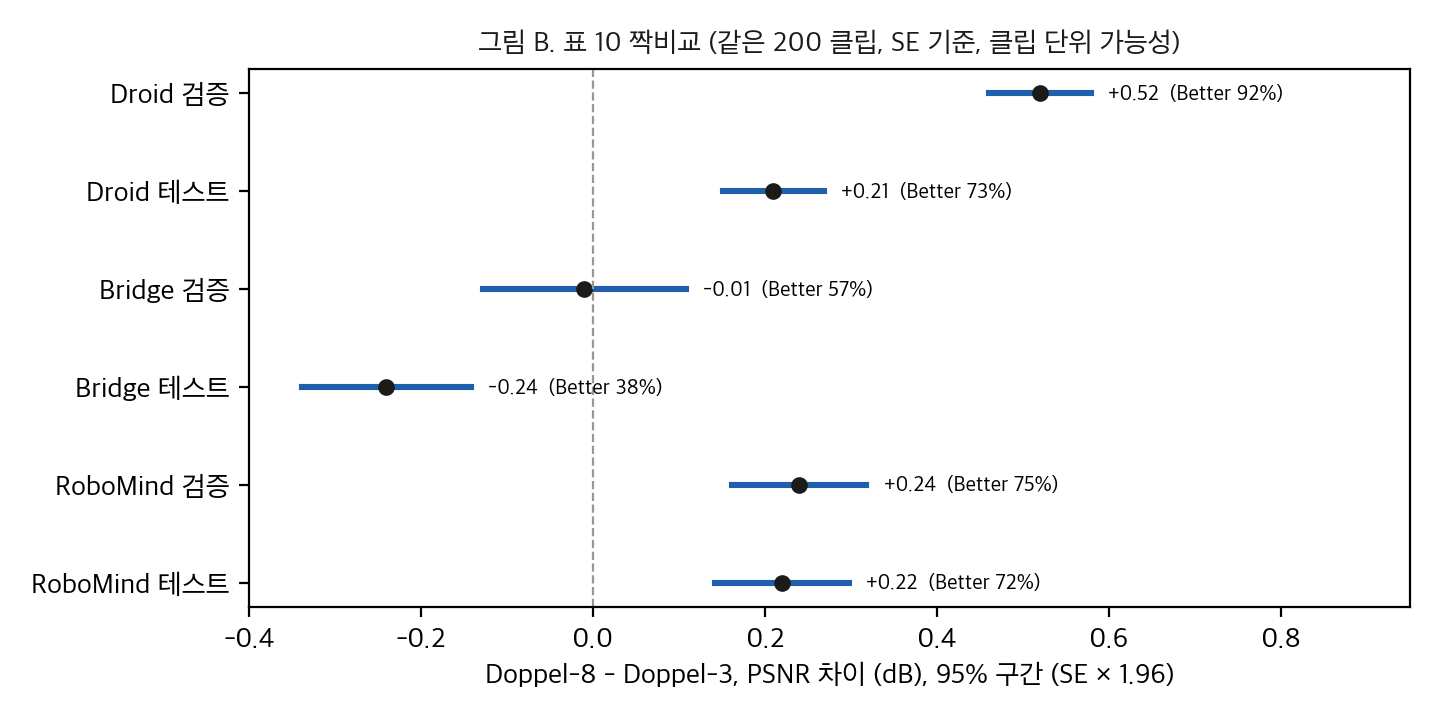 그림 B. 표 10 짝비교 (같은 200 클립, SE 기준, 클립 단위 가능성)
Droid 검증
+0.52 (Better 92%)
Droid 테스트
+0.21 (Better 73%)
Bridge 검증
-0.01 (Better 57%)
Bridge 테스트
-0.24 (Better 38%)
RoboMind 검증
+0.24 (Better 75%)
RoboMind 테스트
+0.22 (Better 72%)
-0.4 -0.2 0.0 0.2 0.4 0.6 0.8
Doppel-8 - Doppel-3, PSNR 차이 (dB), 95% 구간 (SE × 1.96)